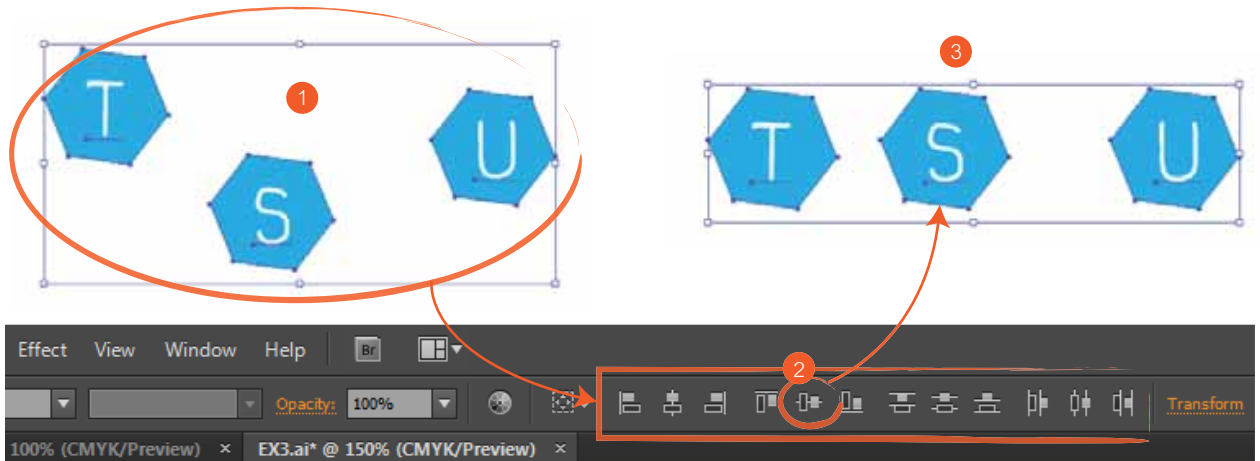 1
T
S
U
3
T S U
Effect View Window Help Br
2
Opacity: 100% Transform
100% (CMYK/Preview) × EX3.ai* @ 150% (CMYK/Preview) ×